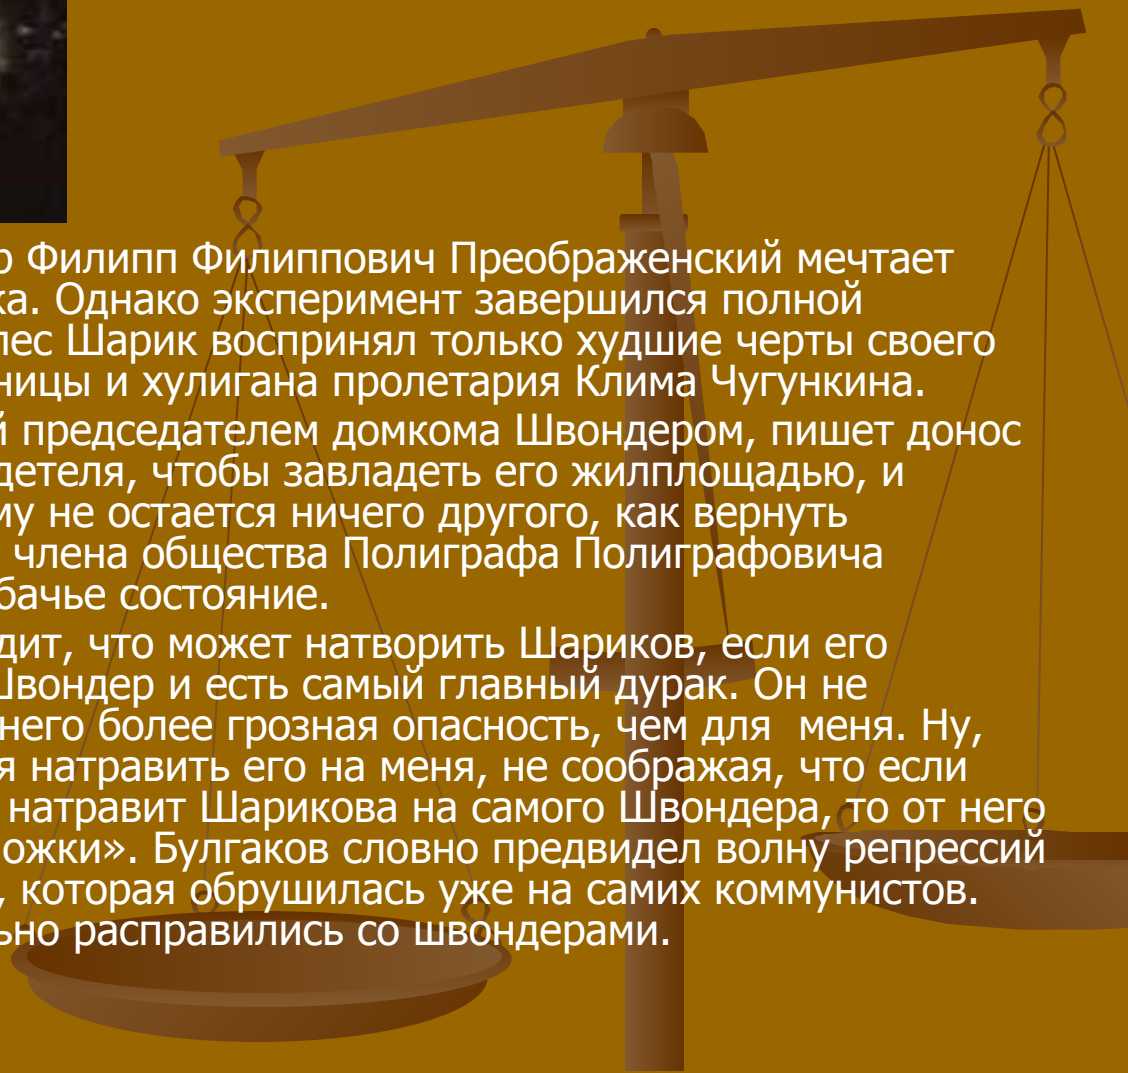 р Филипп Филиппович Преображенский мечтает
ка. Однако эксперимент завершился полной
пес Шарик воспринял только худшие черты своего
ницы и хулигана пролетария Клима Чугункина.
й председателем домкома Швондером, пишет донос
детеля, чтобы завладеть его жилплощадью, и
му не остается ничего другого, как вернуть
члена общества Полиграфа Полиграфовича
бачье состояние.
дит, что может натворить Шариков, если его
Швондер и есть самый главный дурак. Он не
него более грозная опасность, чем для  меня. Ну,
я натравить его на меня, не соображая, что если
натравит Шарикова на самого Швондера, то от него
ожки». Булгаков словно предвидел волну репрессий
, которая обрушилась уже на самих коммунистов.
ьно расправились со швондерами.